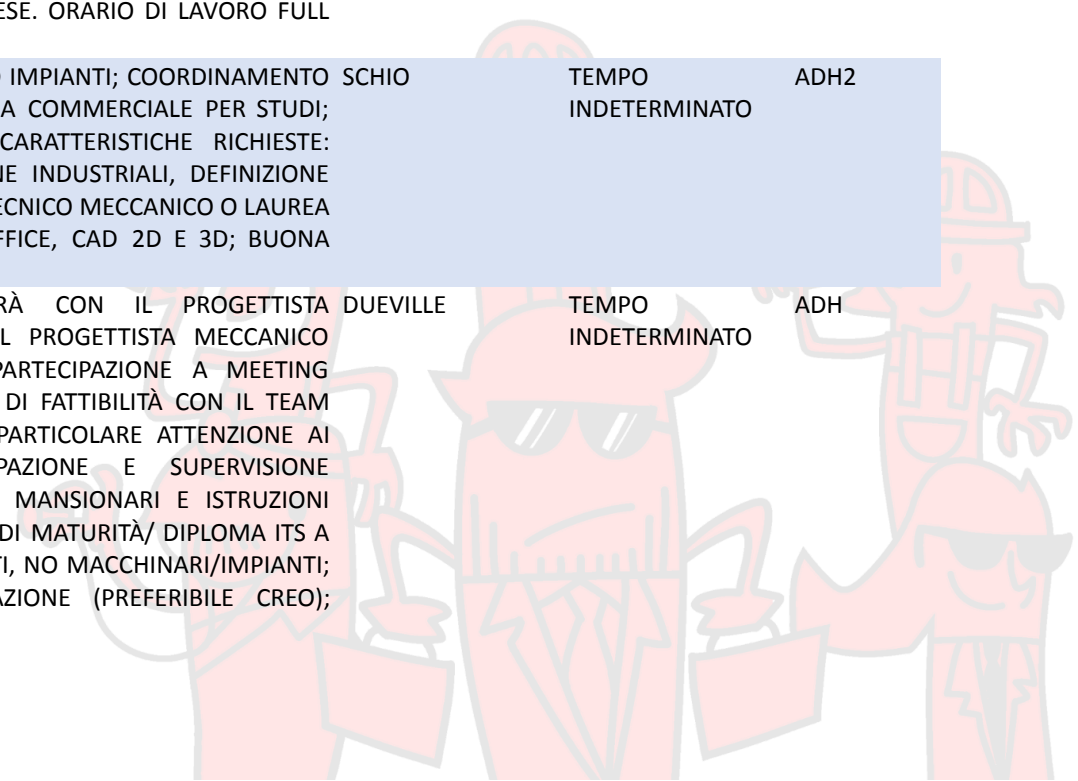 ESE. ORARIO DI LAVORO FULL
IMPIANTI; COORDINAMENTO SCHIO TEMPO ADH2
A COMMERCIALE PER STUDI; INDETERMINATO
CARATTERISTICHE RICHIESTE:
NE INDUSTRIALI, DEFINIZIONE
ECNICO MECCANICO O LAUREA
FFICE, CAD 2D E 3D; BUONA
RÀ CON IL PROGETTISTA DUEVILLE TEMPO ADH
L PROGETTISTA MECCANICO INDETERMINATO
PARTECIPAZIONE A MEETING
DI FATTIBILITÀ CON IL TEAM
PARTICOLARE ATTENZIONE AI
PAZIONE E SUPERVISIONE
MANSIONARI E ISTRUZIONI
DI MATURITÀ/ DIPLOMA ITS A
TI, NO MACCHINARI/IMPIANTI;
AZIONE (PREFERIBILE CREO);